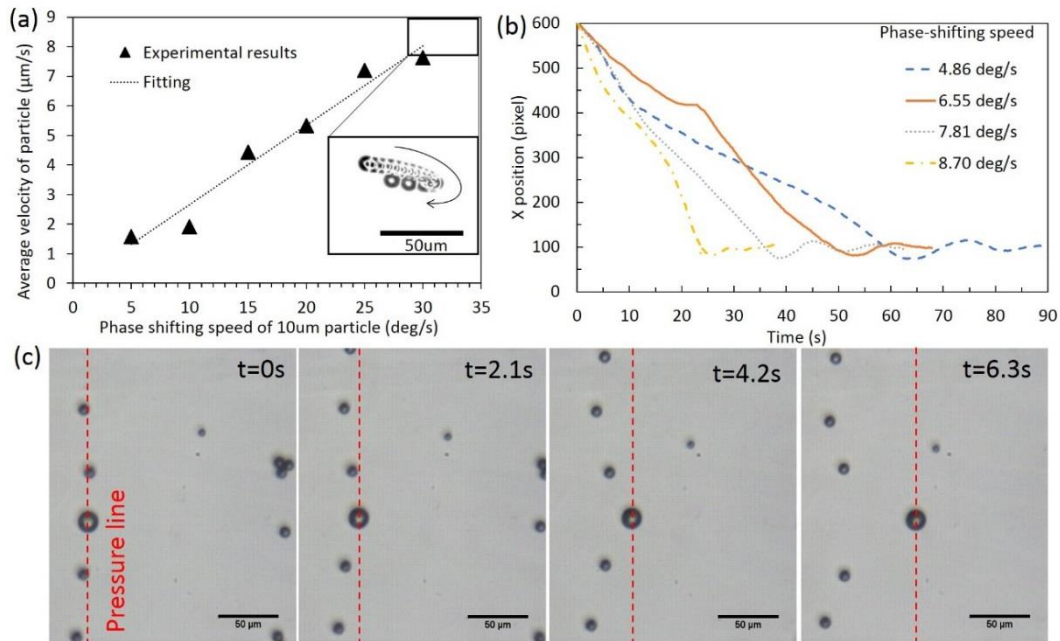 (a)
9
8
7
6
5
4
3
2
1
0
Average velocity of particle (µm/s)
Experimental results
Fitting
50um
0 5 10 15 20 25 30 35
Phase shifting speed of 10um particle (deg/s)
(b)
600
500
400
300
200
100
0
X position (pixel)
Phase-shifting speed
4.86 deg/s
6.55 deg/s
7.81 deg/s
8.70 deg/s
0 10 20 30 40 50 60 70 80 90
Time (s)
(c)
t=0s
Pressure line
50 µm
t=2.1s
50 µm
t=4.2s
50 µm
t=6.3s
50 µm